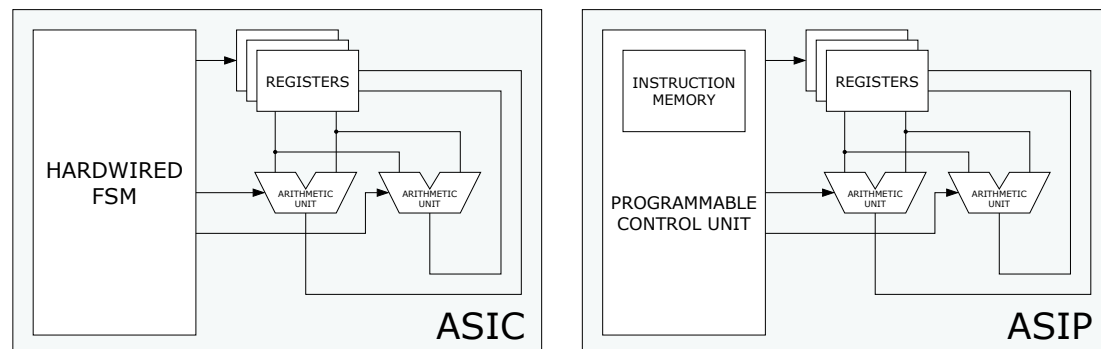 HARDWIRED
FSM
REGISTERS
ARITHMETIC
UNIT
ARITHMETIC
UNIT
ASIC
INSTRUCTION
MEMORY
PROGRAMMABLE
CONTROL UNIT
REGISTERS
ARITHMETIC
UNIT
ARITHMETIC
UNIT
ASIP